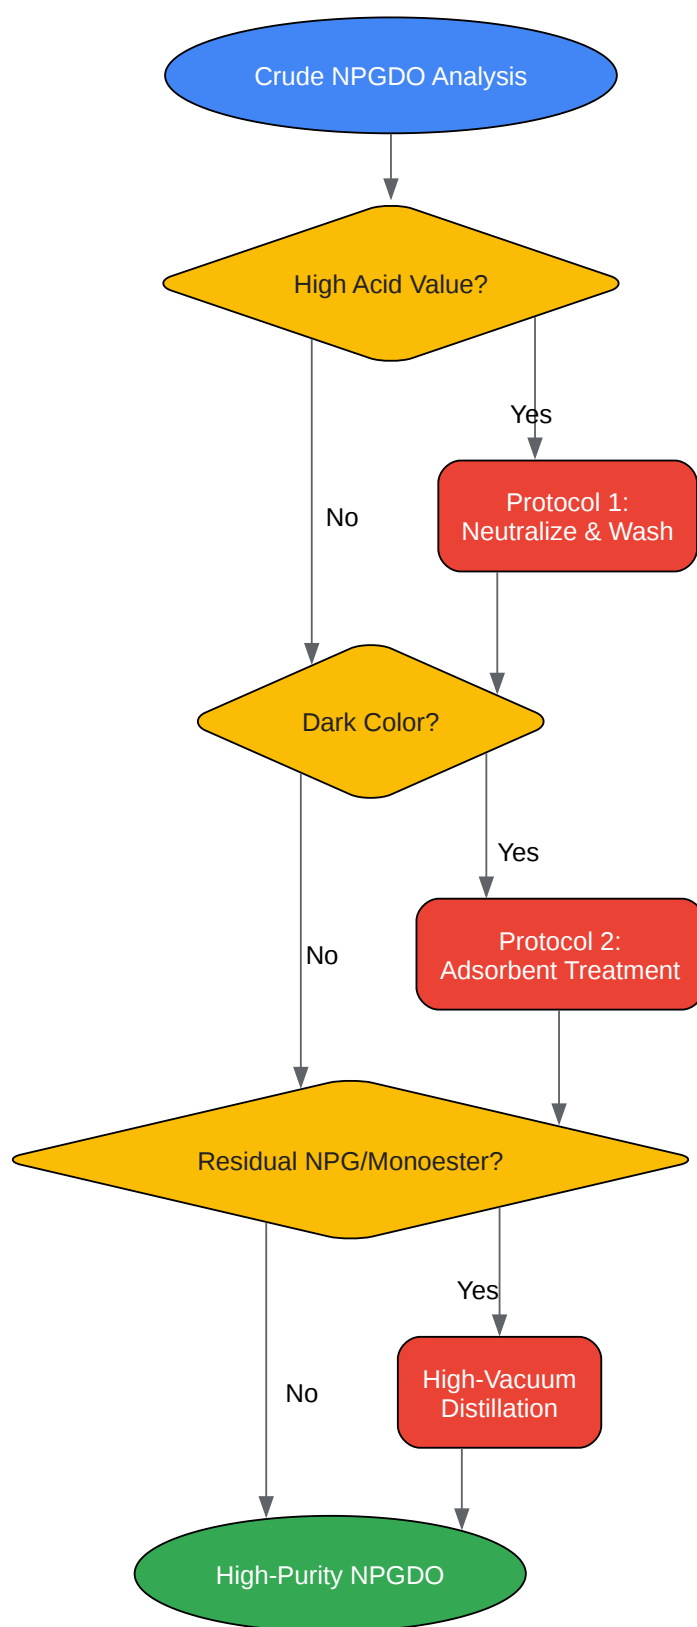 Crude NPGDO Analysis
High Acid Value?
Yes
Protocol 1:
Neutralize & Wash
No
Dark Color?
Yes
Protocol 2:
Adsorbent Treatment
No
Residual NPG/Monoester?
Yes
High-Vacuum
Distillation
No
High-Purity NPGDO